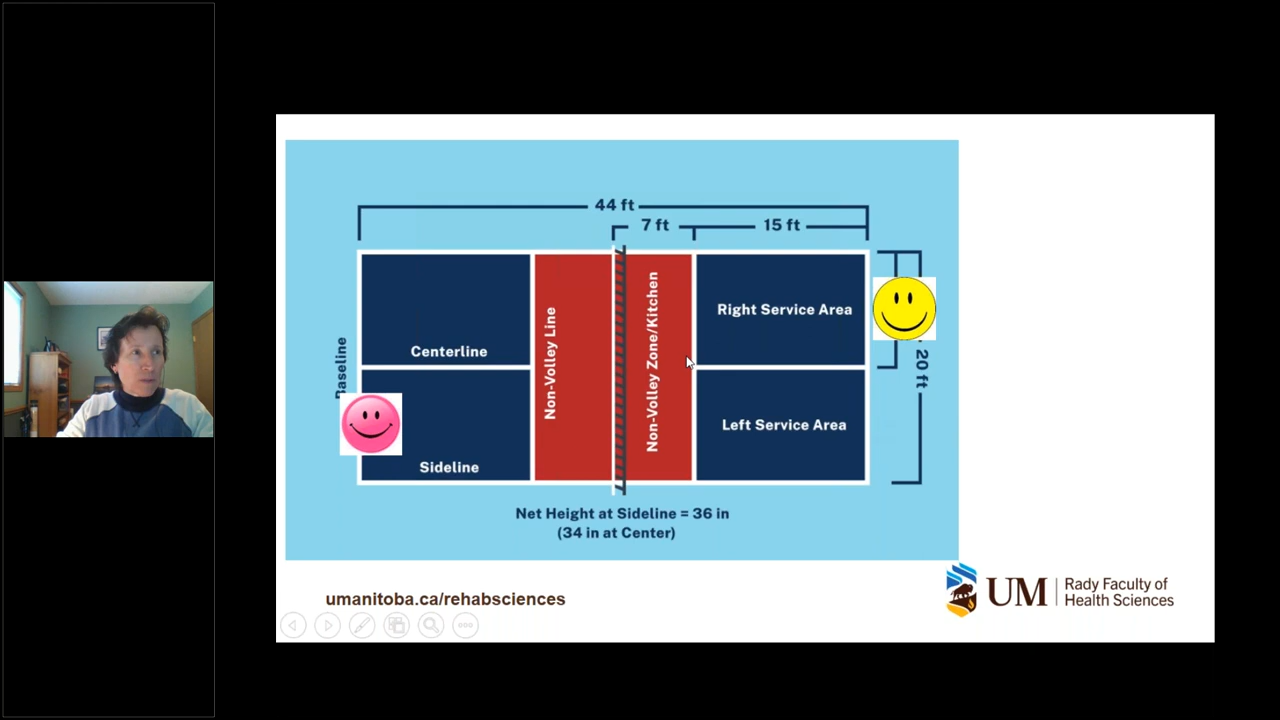 44 ft
7 ft
15 ft
Baseline
Centerline
Sideline
Non-Volley Line
Non-Volley Zone/Kitchen
Right Service Area
Left Service Area
20 ft
Net Height at Sideline = 36 in
(34 in at Center)
umanitoba.ca/rehabsciences
UM
Rady Faculty of
Health Sciences